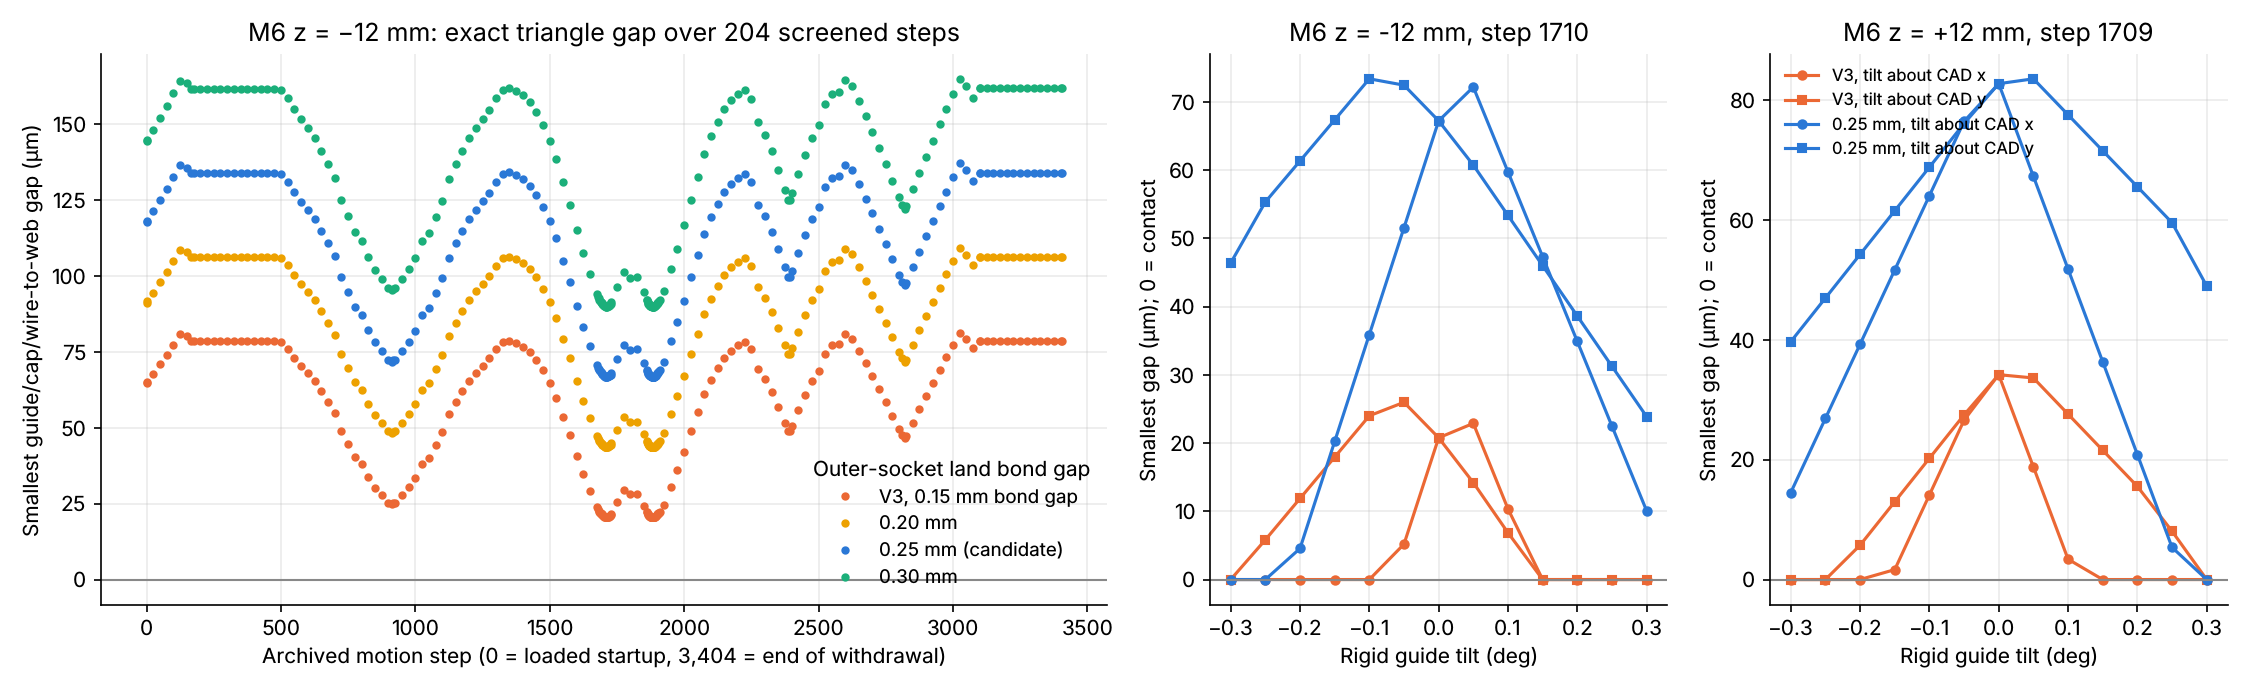 M6 z = −12 mm: exact triangle gap over 204 screened steps
Smallest guide/cap/wire-to-web gap (µm)
150
125
100
75
50
25
0
Outer-socket land bond gap
V3, 0.15 mm bond gap
0.20 mm
0.25 mm (candidate)
0.30 mm
0 500 1000 1500 2000 2500 3000 3500
Archived motion step (0 = loaded startup, 3,404 = end of withdrawal)
M6 z = -12 mm, step 1710
Smallest gap (µm); 0 = contact
70
60
50
40
30
20
10
0
−0.3 −0.2 −0.1 0.0 0.1 0.2 0.3
Rigid guide tilt (deg)
M6 z = +12 mm, step 1709
Smallest gap (µm); 0 = contact
V3, tilt about CAD x
V3, tilt about CAD y
0.25 mm, tilt about CAD x
0.25 mm, tilt about CAD y
80
60
40
20
0
−0.3 −0.2 −0.1 0.0 0.1 0.2 0.3
Rigid guide tilt (deg)